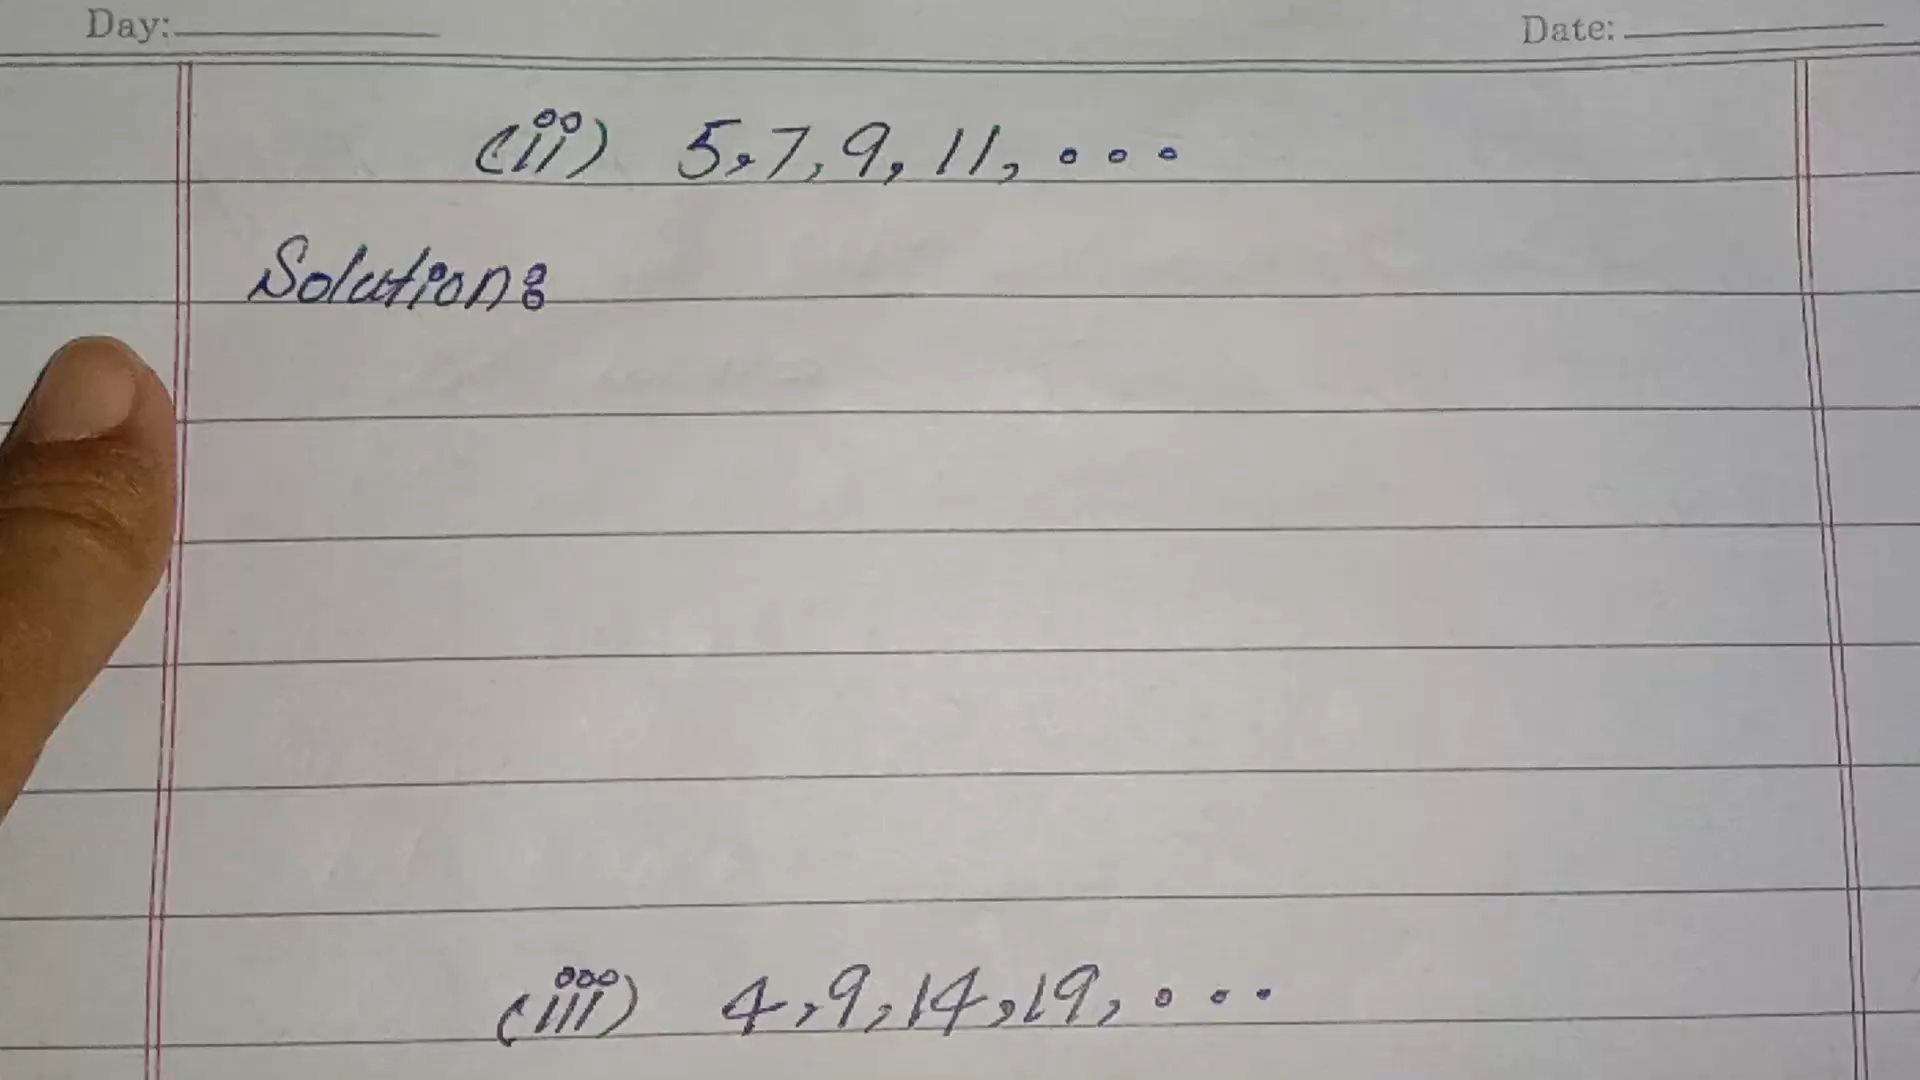 Day: Date:
(ii) 5, 7, 9, 11, ...
Solution:
(iii) 4, 9, 14, 19, ...